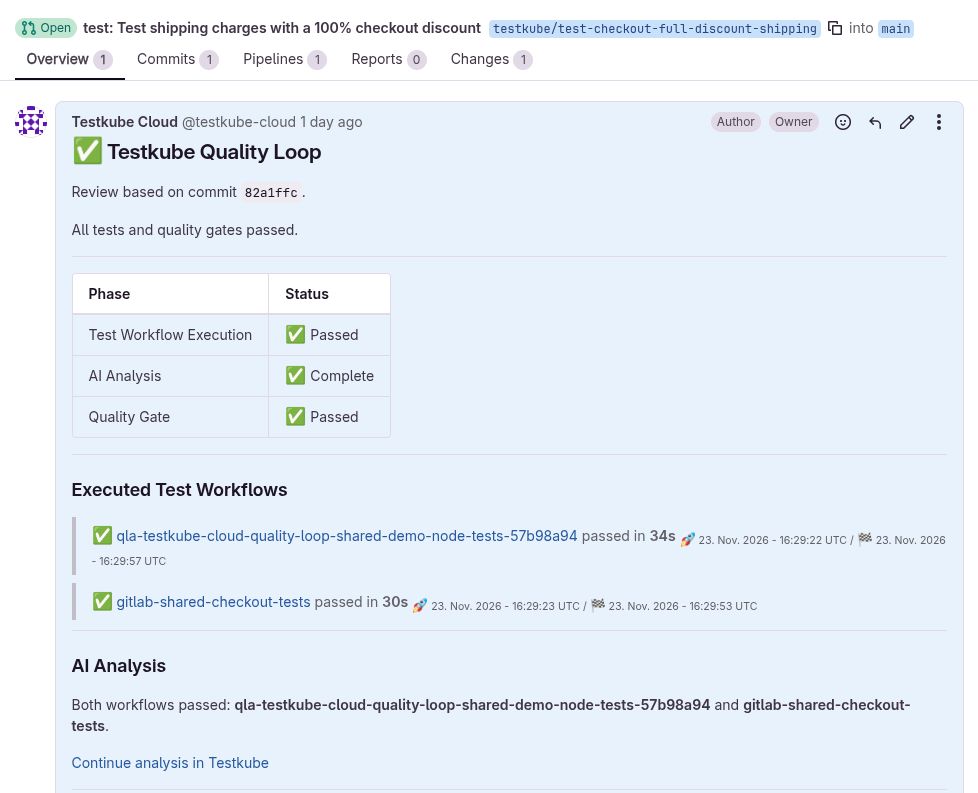 Open test: Test shipping charges with a 100% checkout discount testkube/test-checkout-full-discount-shipping into main
Overview 1 Commits 1 Pipelines 1 Reports 0 Changes 1
Testkube Cloud @testkube-cloud 1 day ago Author Owner
✅ Testkube Quality Loop
Review based on commit 82a1ffc.
All tests and quality gates passed.
Phase Status
Test Workflow Execution ✅ Passed
AI Analysis ✅ Complete
Quality Gate ✅ Passed
Executed Test Workflows
✅ qla-testkube-cloud-quality-loop-shared-demo-node-tests-57b98a94 passed in 34s 🚀 23. Nov. 2026 - 16:29:22 UTC / 🏁 23. Nov. 2026
- 16:29:57 UTC
✅ gitlab-shared-checkout-tests passed in 30s 🚀 23. Nov. 2026 - 16:29:23 UTC / 🏁 23. Nov. 2026 - 16:29:53 UTC
AI Analysis
Both workflows passed: qla-testkube-cloud-quality-loop-shared-demo-node-tests-57b98a94 and gitlab-shared-checkout-
tests.
Continue analysis in Testkube